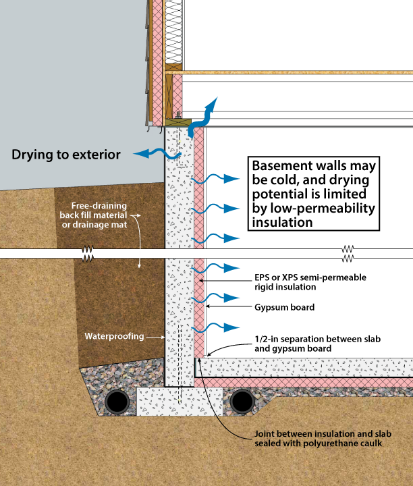 Drying to exterior
Basement walls may
be cold, and drying
potential is limited
by low-permeability
insulation
Free-draining
back fill material
or drainage mat
EPS or XPS semi-permeable
rigid insulation
Gypsum board
Waterproofing
1/2-in separation between slab
and gypsum board
Joint between insulation and slab
sealed with polyurethane caulk